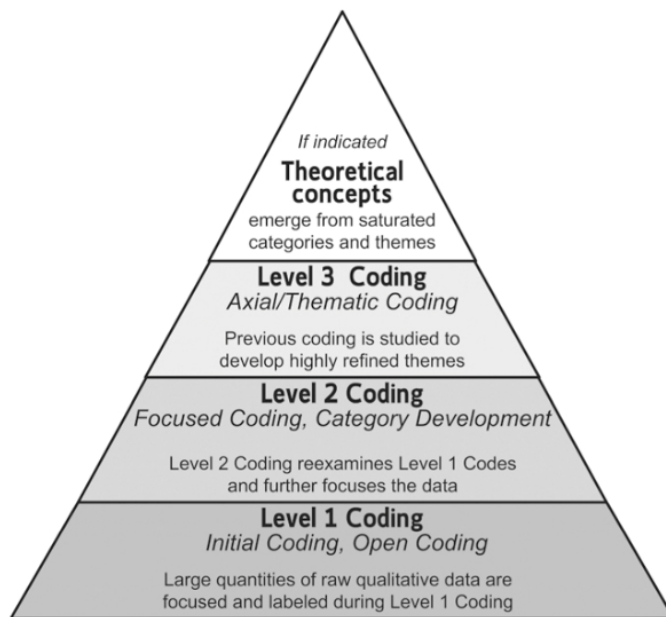 If indicated
Theoretical
concepts
emerge from saturated
categories and themes
Level 3 Coding
Axial/Thematic Coding
Previous coding is studied to
develop highly refined themes
Level 2 Coding
Focused Coding, Category Development
Level 2 Coding reexamines Level 1 Codes
and further focuses the data
Level 1 Coding
Initial Coding, Open Coding
Large quantities of raw qualitative data are
focused and labeled during Level 1 Coding